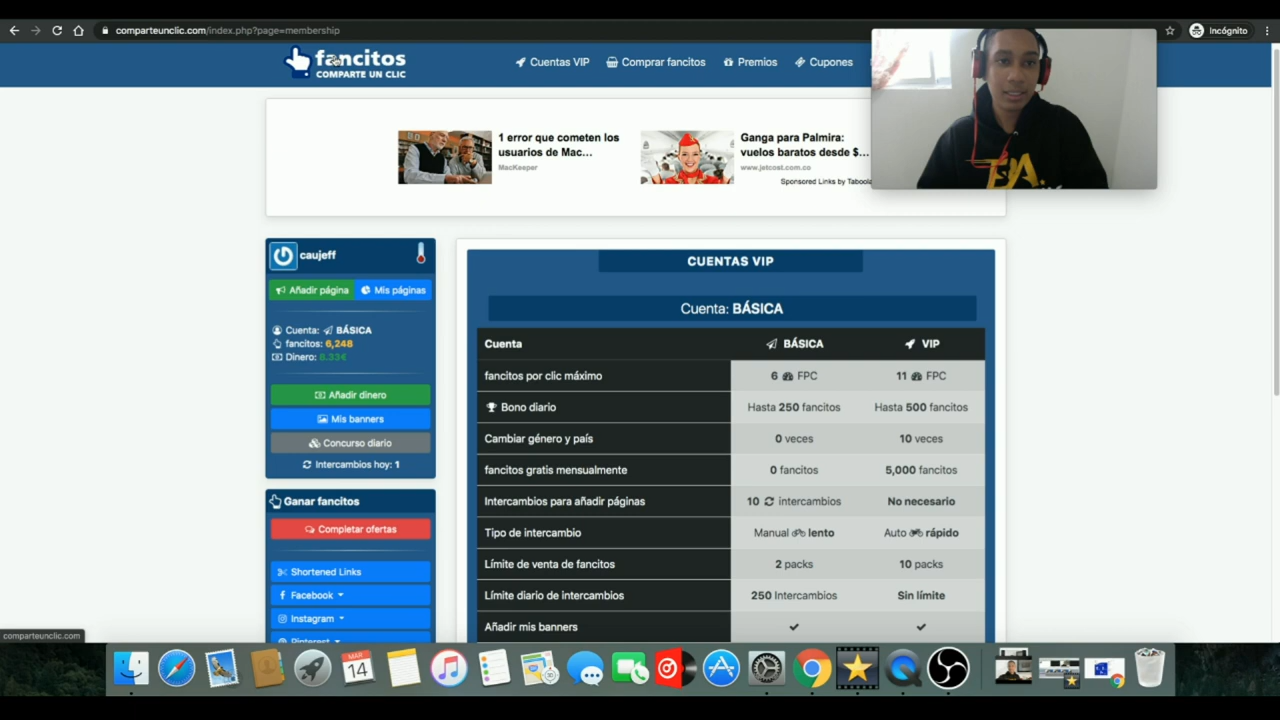 comparteunclic.com/index.php?page=membership
Incógnito
fancitos
COMPARTE UN CLIC
Cuentas VIP
Comprar fancitos
Premios
Cupones
1 error que cometen los
usuarios de Mac...
MacKeeper
Ganga para Palmira:
vuelos baratos desde $...
www.jetcost.com.co
Sponsored Links by Taboola
caujeff
Añadir página
Mis páginas
Cuenta: BÁSICA
fancitos: 6,248
Dinero: 8.33€
Añadir dinero
Mis banners
Concurso diario
Intercambios hoy: 1
Ganar fancitos
Completar ofertas
Shortened Links
Facebook
Instagram
Pinterest
CUENTAS VIP
Cuenta: BÁSICA
Cuenta BÁSICA VIP
fancitos por clic máximo 6 FPC 11 FPC
Bono diario Hasta 250 fancitos Hasta 500 fancitos
Cambiar género y país 0 veces 10 veces
fancitos gratis mensualmente 0 fancitos 5,000 fancitos
Intercambios para añadir páginas 10 intercambios No necesario
Tipo de intercambio Manual lento Auto rápido
Límite de venta de fancitos 2 packs 10 packs
Límite diario de intercambios 250 Intercambios Sin límite
Añadir mis banners
comparteunclic.com
MAR
14